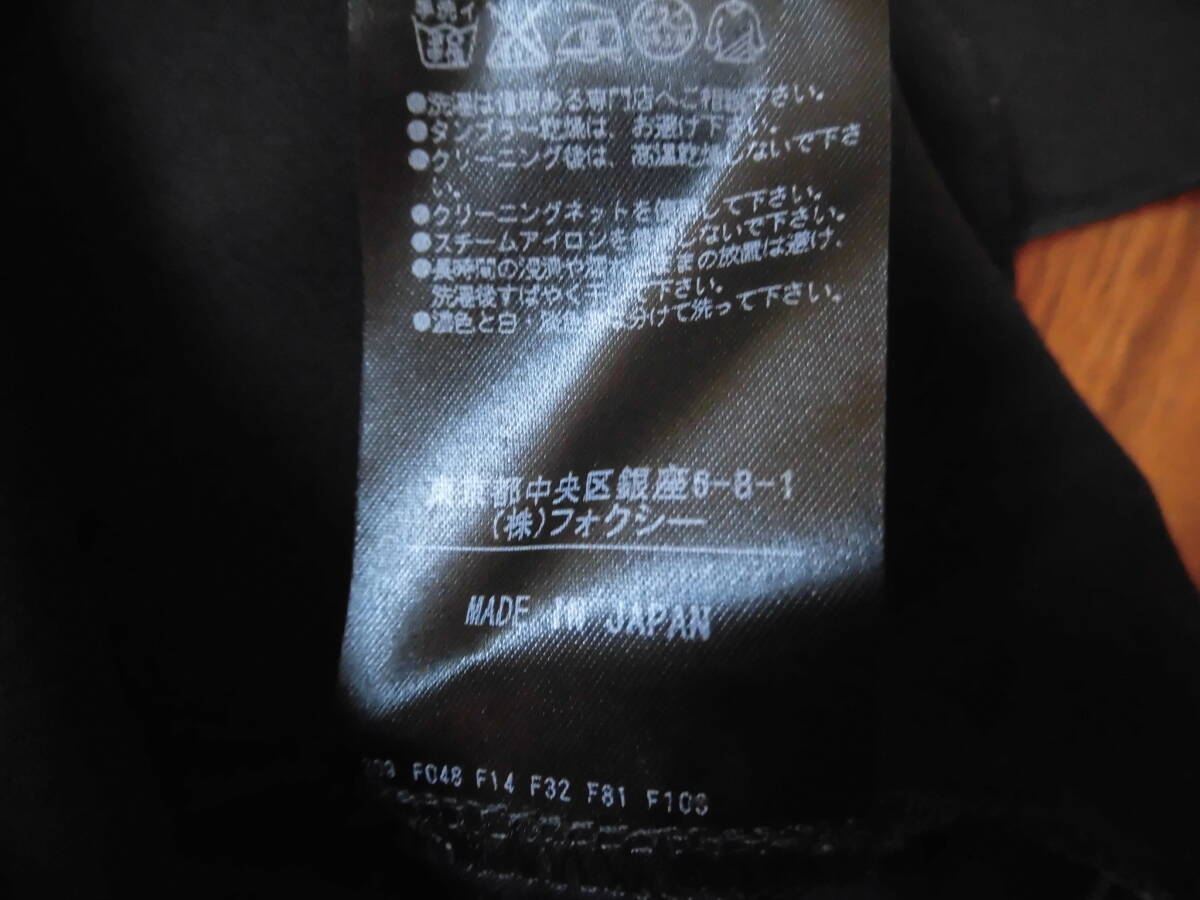 手洗イ
●洗濯は信用ある専門店へご相談下さい。
●タンブラー乾燥は、お避け下さい。
●クリーニング後は、高温乾燥しないで下さ
い。
●クリーニングネットを使用して下さい。
●スチームアイロンを しないで下さい。
●長時間の浸漬や濡れたままの放置は避け、
洗濯後すばやく干して下さい。
●濃色と白・淡色は分けて洗って下さい。
東京都中央区銀座6-8-1
(株)フォクシー
MADE IN JAPAN
F048 F14 F32 F81